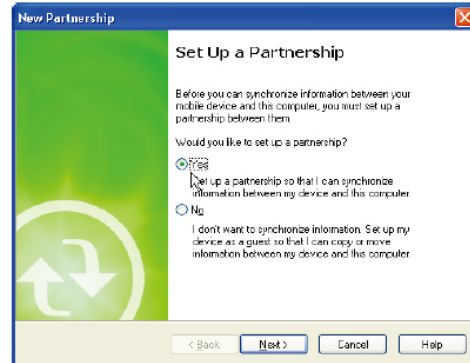 New Partnership
Set Up a Partnership
Before you can synchronize information between your
mobile device and this computer, you must set up a
partnership between them.
Would you like to set up a partnership?
Yes
Set up a partnership so that I can synchronize
information between my device and this computer.
No
I don't want to synchronize information. Set up my
device as a guest so that I can copy or move
information between my device and this computer.
< Back Next > Cancel Help